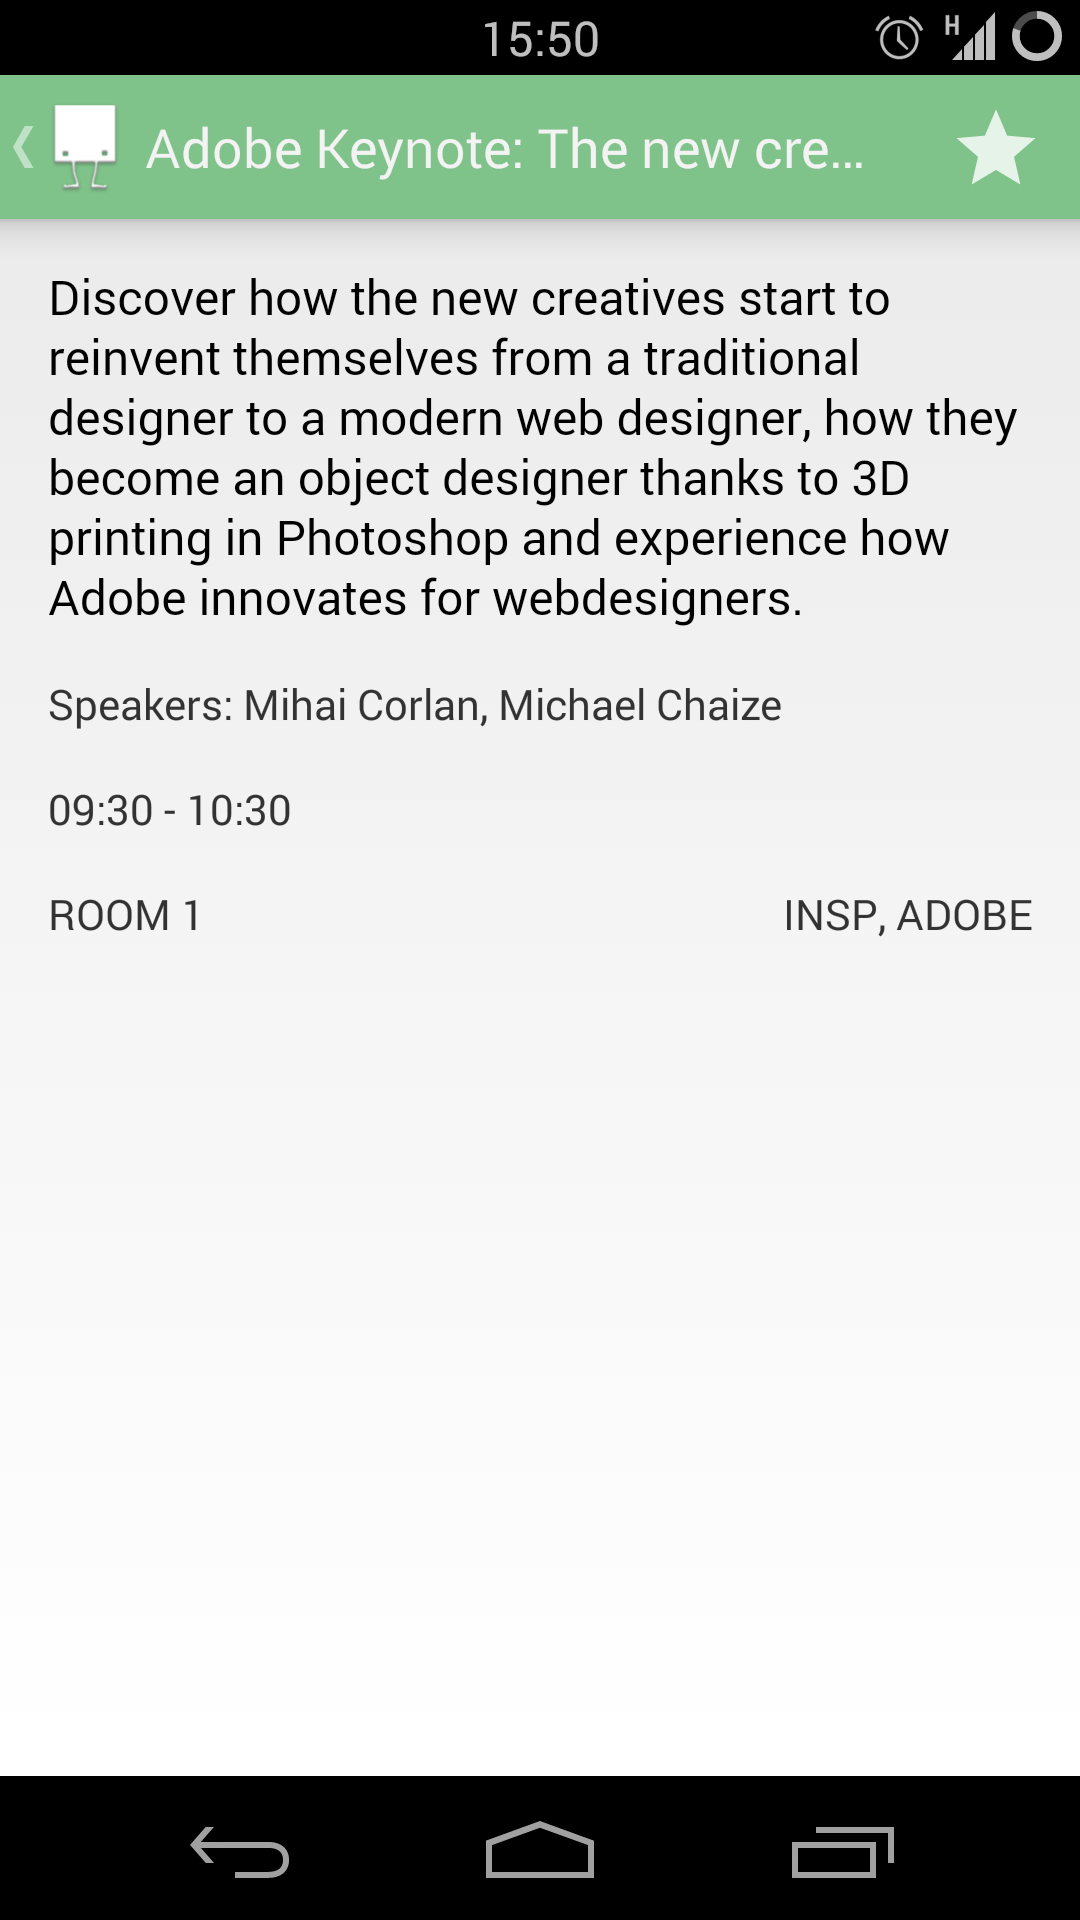 15:50
H
Adobe Keynote: The new cre...
Discover how the new creatives start to
reinvent themselves from a traditional
designer to a modern web designer, how they
become an object designer thanks to 3D
printing in Photoshop and experience how
Adobe innovates for webdesigners.
Speakers: Mihai Corlan, Michael Chaize
09:30 - 10:30
ROOM 1 INSP, ADOBE